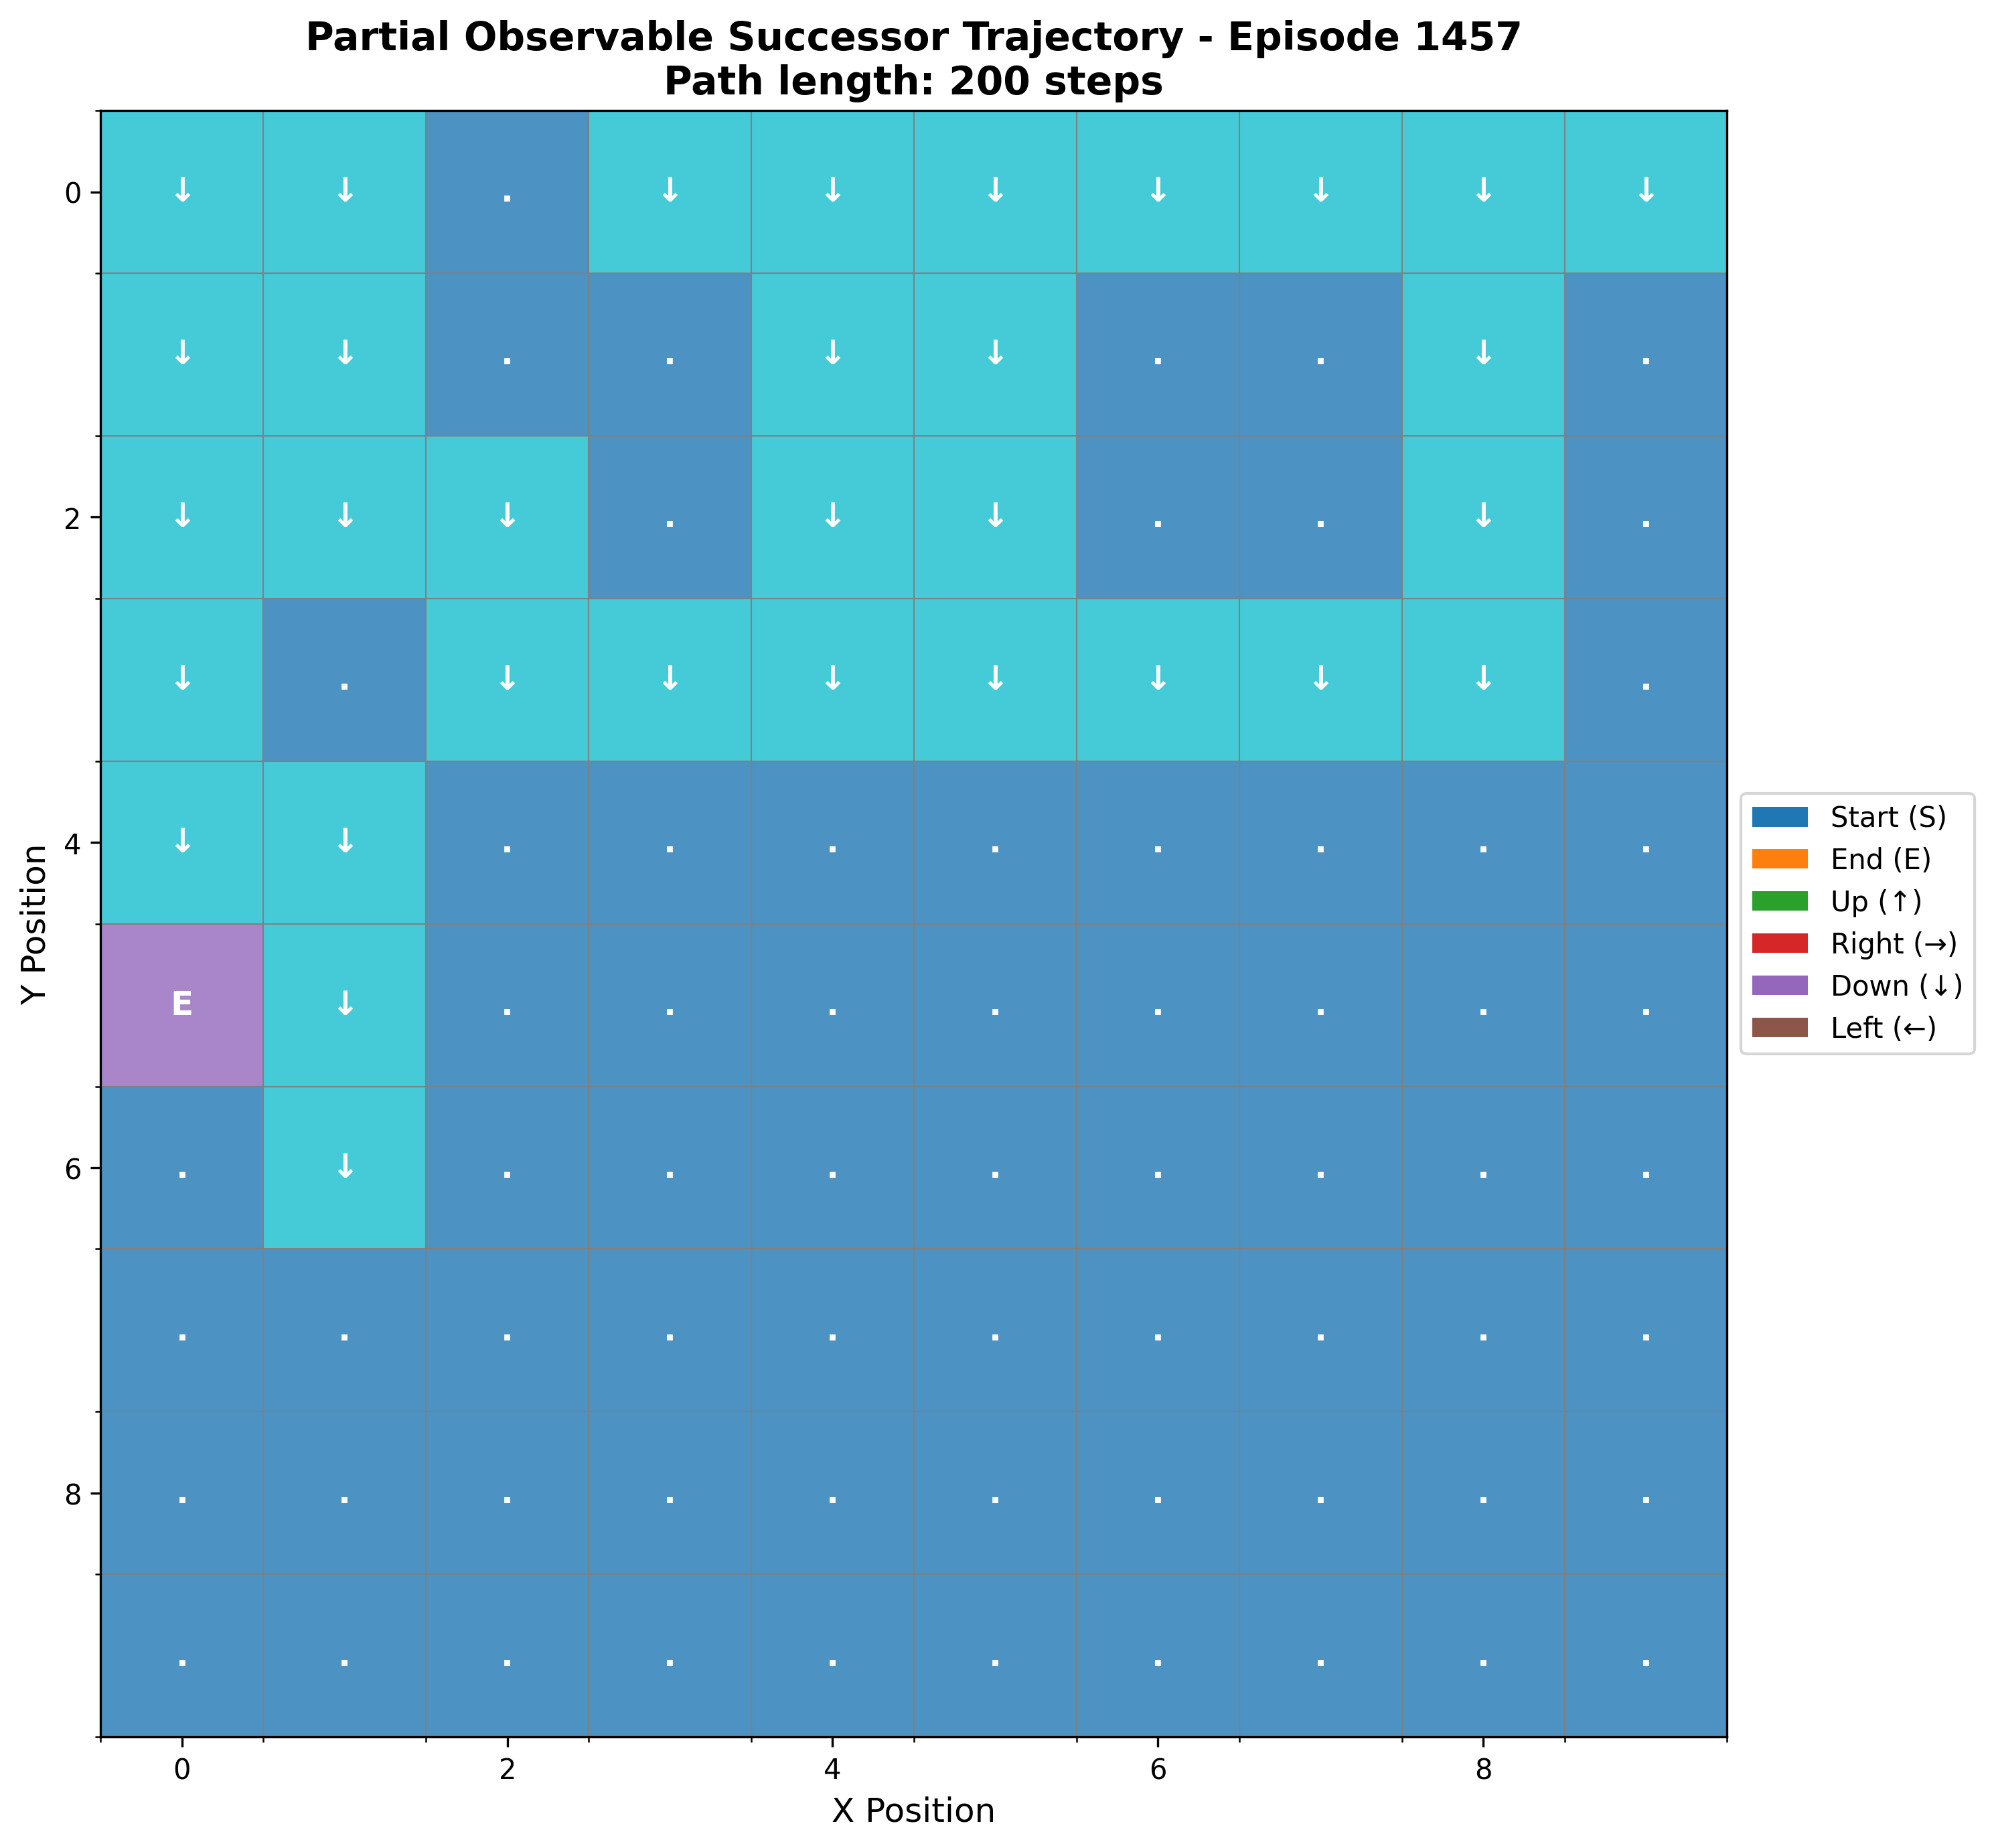 Partial Observable Successor Trajectory - Episode 1457
Path length: 200 steps
0 ↓ ↓ . ↓ ↓ ↓ ↓ ↓ ↓ ↓
↓ ↓ . . ↓ ↓ . . ↓ .
2 ↓ ↓ ↓ . ↓ ↓ . . ↓ .
↓ . ↓ ↓ ↓ ↓ ↓ ↓ ↓ .
4 ↓ ↓ . . . . . . . .
E ↓ . . . . . . . .
6 . ↓ . . . . . . . .
. . . . . . . . . .
8 . . . . . . . . . .
. . . . . . . . . .
0 2 4 6 8
X Position
Y Position
Start (S)
End (E)
Up (↑)
Right (→)
Down (↓)
Left (←)